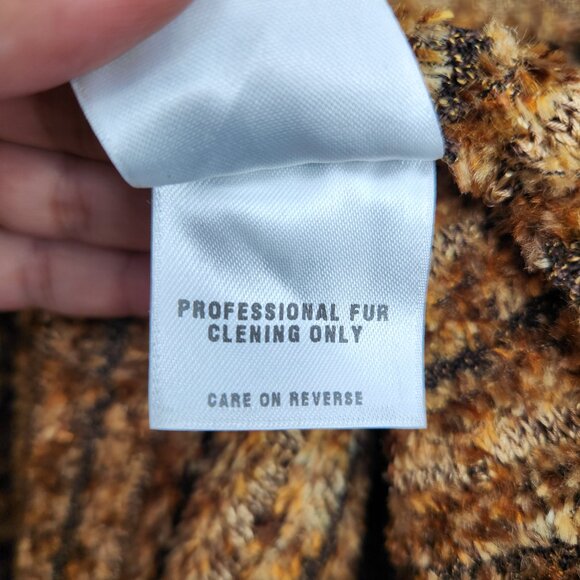 PROFESSIONAL FUR
CLENING ONLY
CARE ON REVERSE